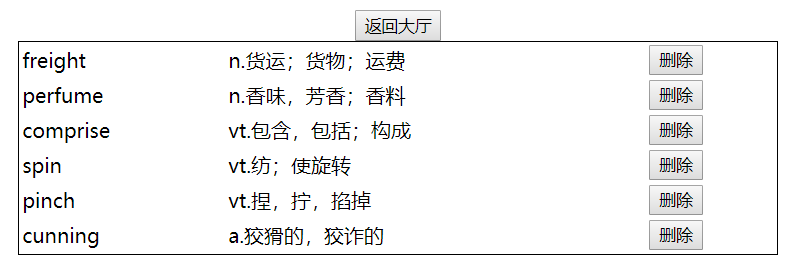 返回大厅
freight n.货运；货物；运费 删除
perfume n.香味，芳香；香料 删除
comprise vt.包含，包括；构成 删除
spin vt.纺；使旋转 删除
pinch vt.捏，拧，掐掉 删除
cunning a.狡猾的，狡诈的 删除